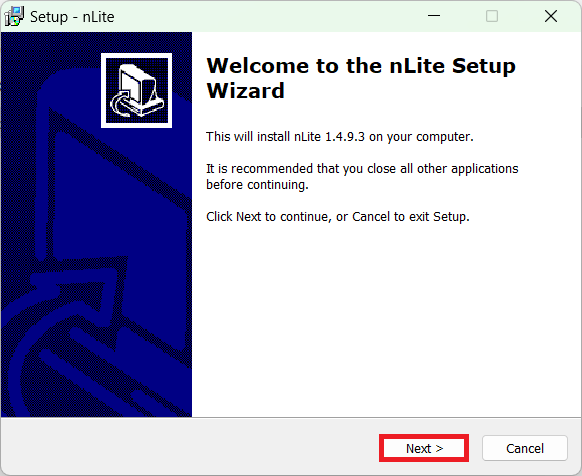 Setup - nLite
Welcome to the nLite Setup
Wizard
This will install nLite 1.4.9.3 on your computer.
It is recommended that you close all other applications
before continuing.
Click Next to continue, or Cancel to exit Setup.
Next >
Cancel